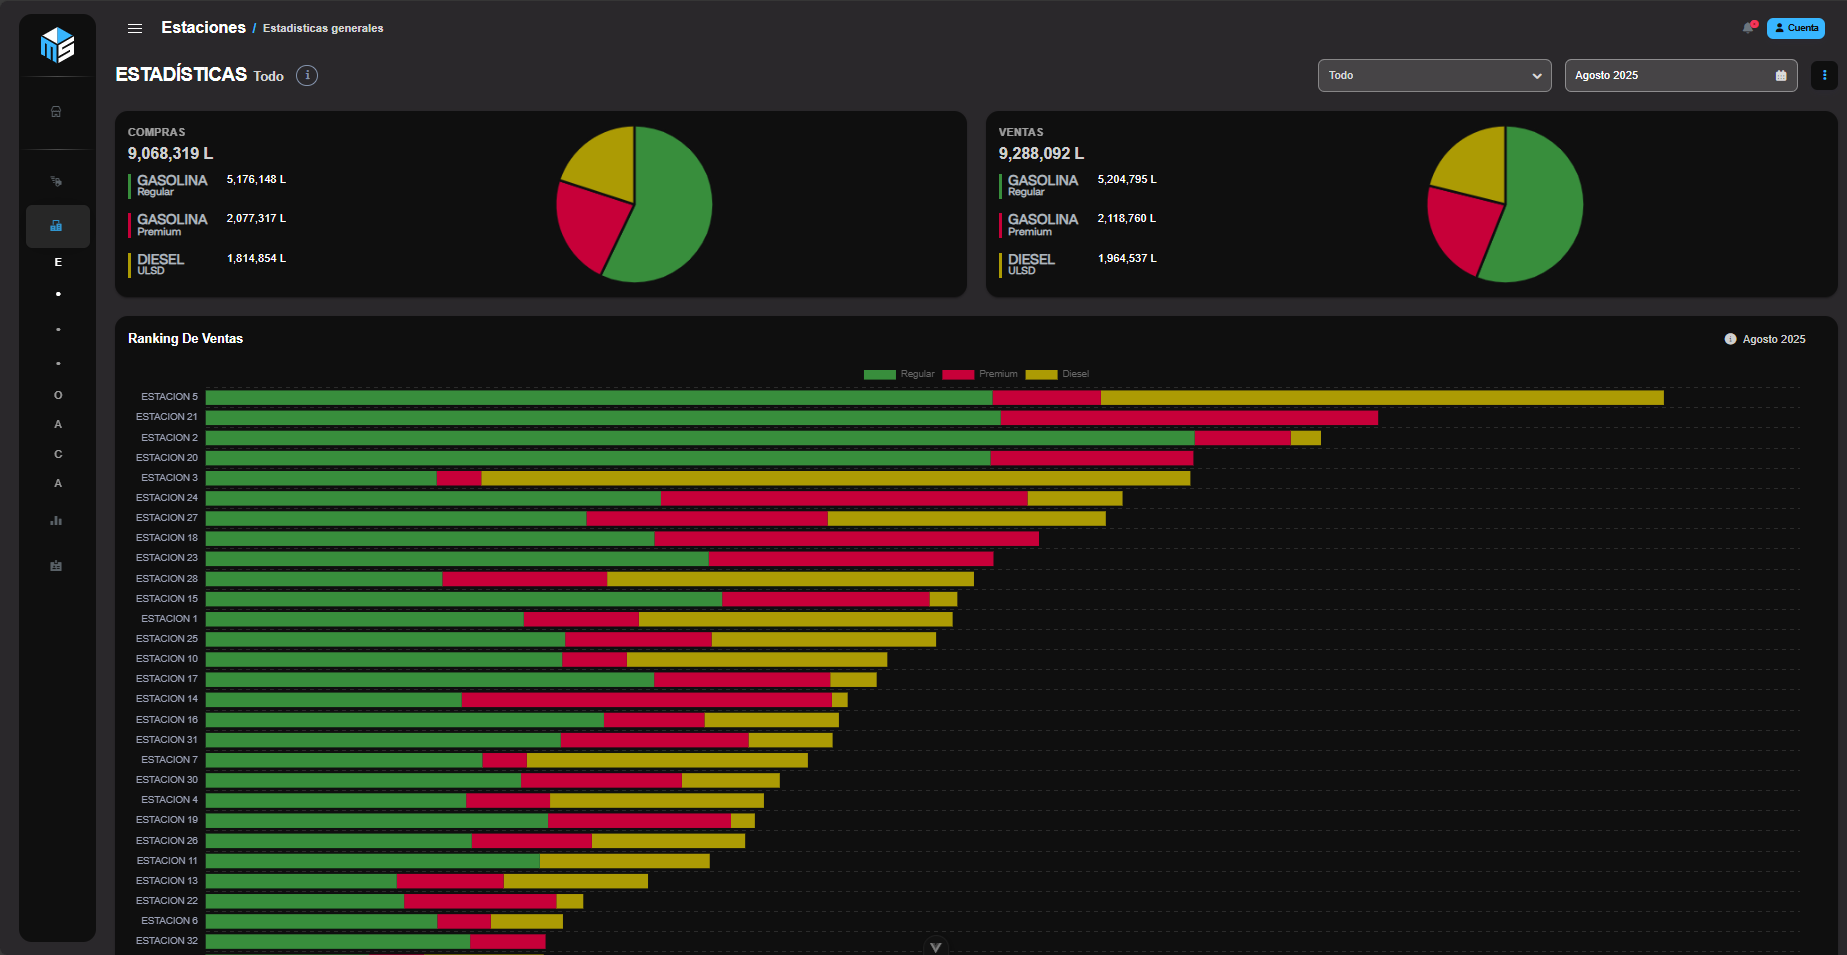 Estaciones / Estadisticas generales
Cuenta
ESTADÍSTICAS Todo
Todo
Agosto 2025
COMPRAS
9,068,319 L
GASOLINA Regular 5,176,148 L
GASOLINA Premium 2,077,317 L
DIESEL ULSD 1,814,854 L
VENTAS
9,288,092 L
GASOLINA Regular 5,204,795 L
GASOLINA Premium 2,118,760 L
DIESEL ULSD 1,964,537 L
E
O
A
C
A
Ranking De Ventas
Agosto 2025
Regular Premium Diesel
ESTACION 5
ESTACION 21
ESTACION 2
ESTACION 20
ESTACION 3
ESTACION 24
ESTACION 27
ESTACION 18
ESTACION 23
ESTACION 28
ESTACION 15
ESTACION 1
ESTACION 25
ESTACION 10
ESTACION 17
ESTACION 14
ESTACION 16
ESTACION 31
ESTACION 7
ESTACION 30
ESTACION 4
ESTACION 19
ESTACION 26
ESTACION 11
ESTACION 13
ESTACION 22
ESTACION 6
ESTACION 32